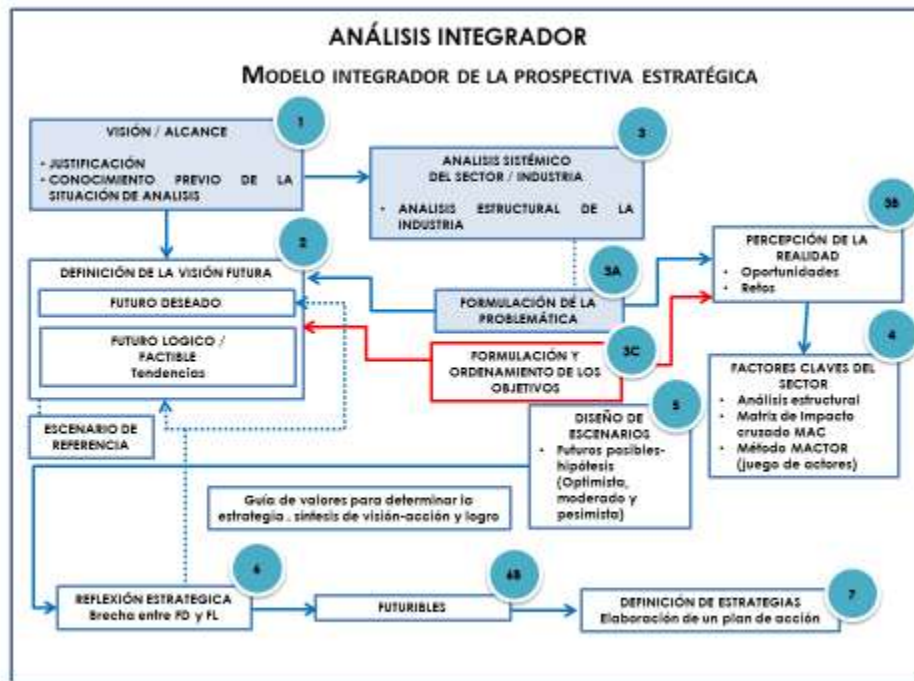 ANÁLISIS INTEGRADOR
MODELO INTEGRADOR DE LA PROSPECTIVA ESTRATÉGICA
1
VISIÓN / ALCANCE
• JUSTIFICACIÓN
• CONOCIMIENTO PREVIO DE LA
SITUACIÓN DE ANALISIS
3
ANALISIS SISTÉMICO
DEL SECTOR / INDUSTRIA
• ANALISIS ESTRUCTURAL DE LA
INDUSTRIA
3B
PERCEPCIÓN DE LA
REALIDAD
• Oportunidades
• Retos
2
DEFINICIÓN DE LA VISIÓN FUTURA
FUTURO DESEADO
FUTURO LOGICO /
FACTIBLE
Tendencias
3A
FORMULACIÓN DE LA
PROBLEMÁTICA
3C
FORMULACIÓN Y
ORDENAMIENTO DE LOS
OBJETIVOS
4
FACTORES CLAVES DEL
SECTOR
• Análisis estructural
• Matriz de Impacto
cruzado MAC
• Método MACTOR
(juego de actores)
ESCENARIO DE
REFERENCIA
5
DISEÑO DE
ESCENARIOS
• Futuros posibles-
hipótesis
(Optimista,
moderado y
pesimista)
Guía de valores para determinar la
estrategia . síntesis de visión-acción y logro
6
REFLEXIÓN ESTRATEGICA
Brecha entre FD y FL
6B
FUTURIBLES
7
DEFINICIÓN DE ESTRATEGIAS
Elaboración de un plan de acción